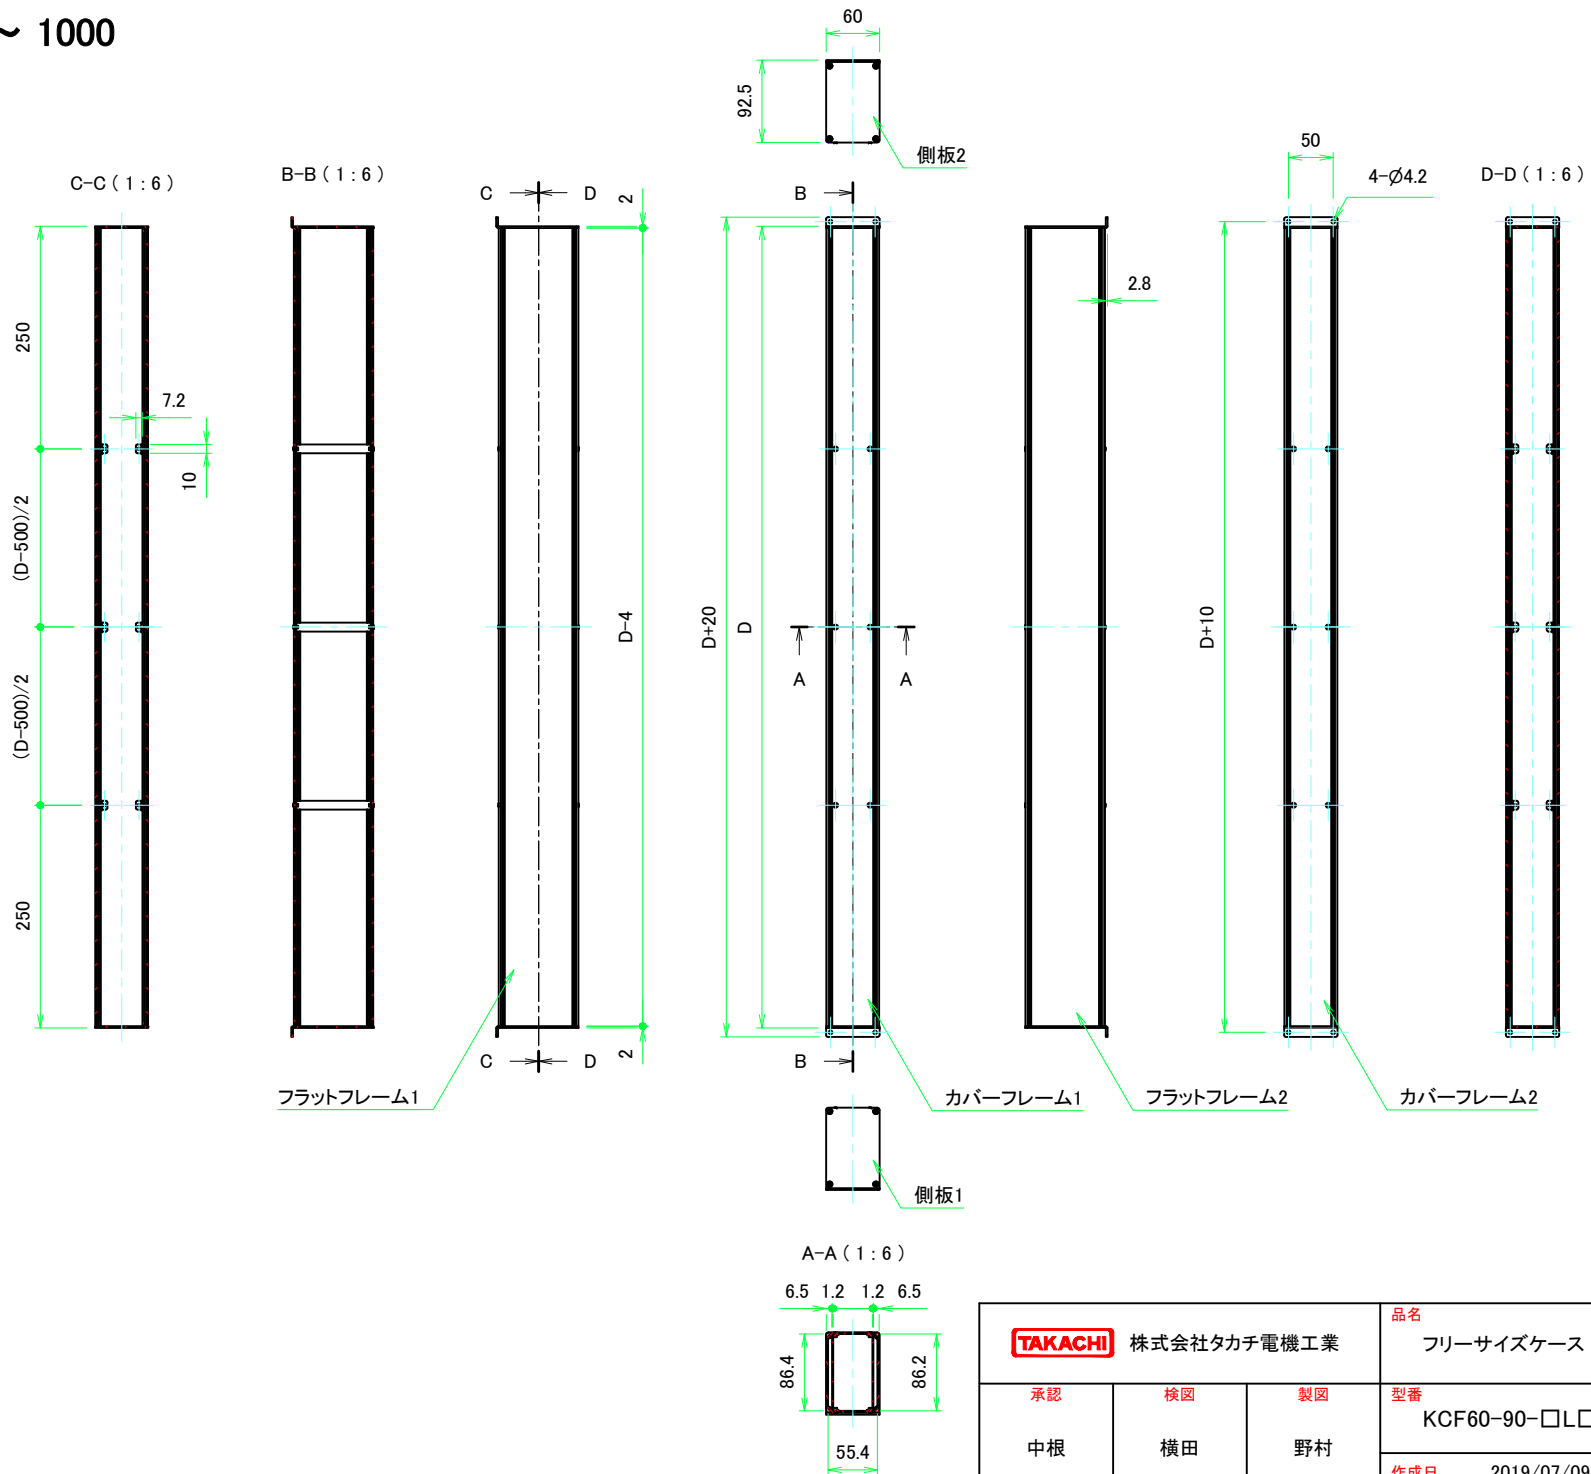 ~ 1000
60
92.5
側板2
C-C ( 1 : 6 )
B-B ( 1 : 6 )
C
D
2
B
50
4-Ø4.2
D-D ( 1 : 6 )
250
7.2
10
(D-500)/2
(D-500)/2
250
D-4
D+20
D
A
A
2.8
D+10
C
D
2
B
フラットフレーム1
カバーフレーム1
フラットフレーム2
カバーフレーム2
側板1
A-A ( 1 : 6 )
6.5 1.2 1.2 6.5
86.4
86.2
55.4
TAKACHI 株式会社タカチ電機工業
品名
フリーサイズケース
承認
検図
製図
型番
KCF60-90-□L□
中根
横田
野村
作成日 2019/07/09